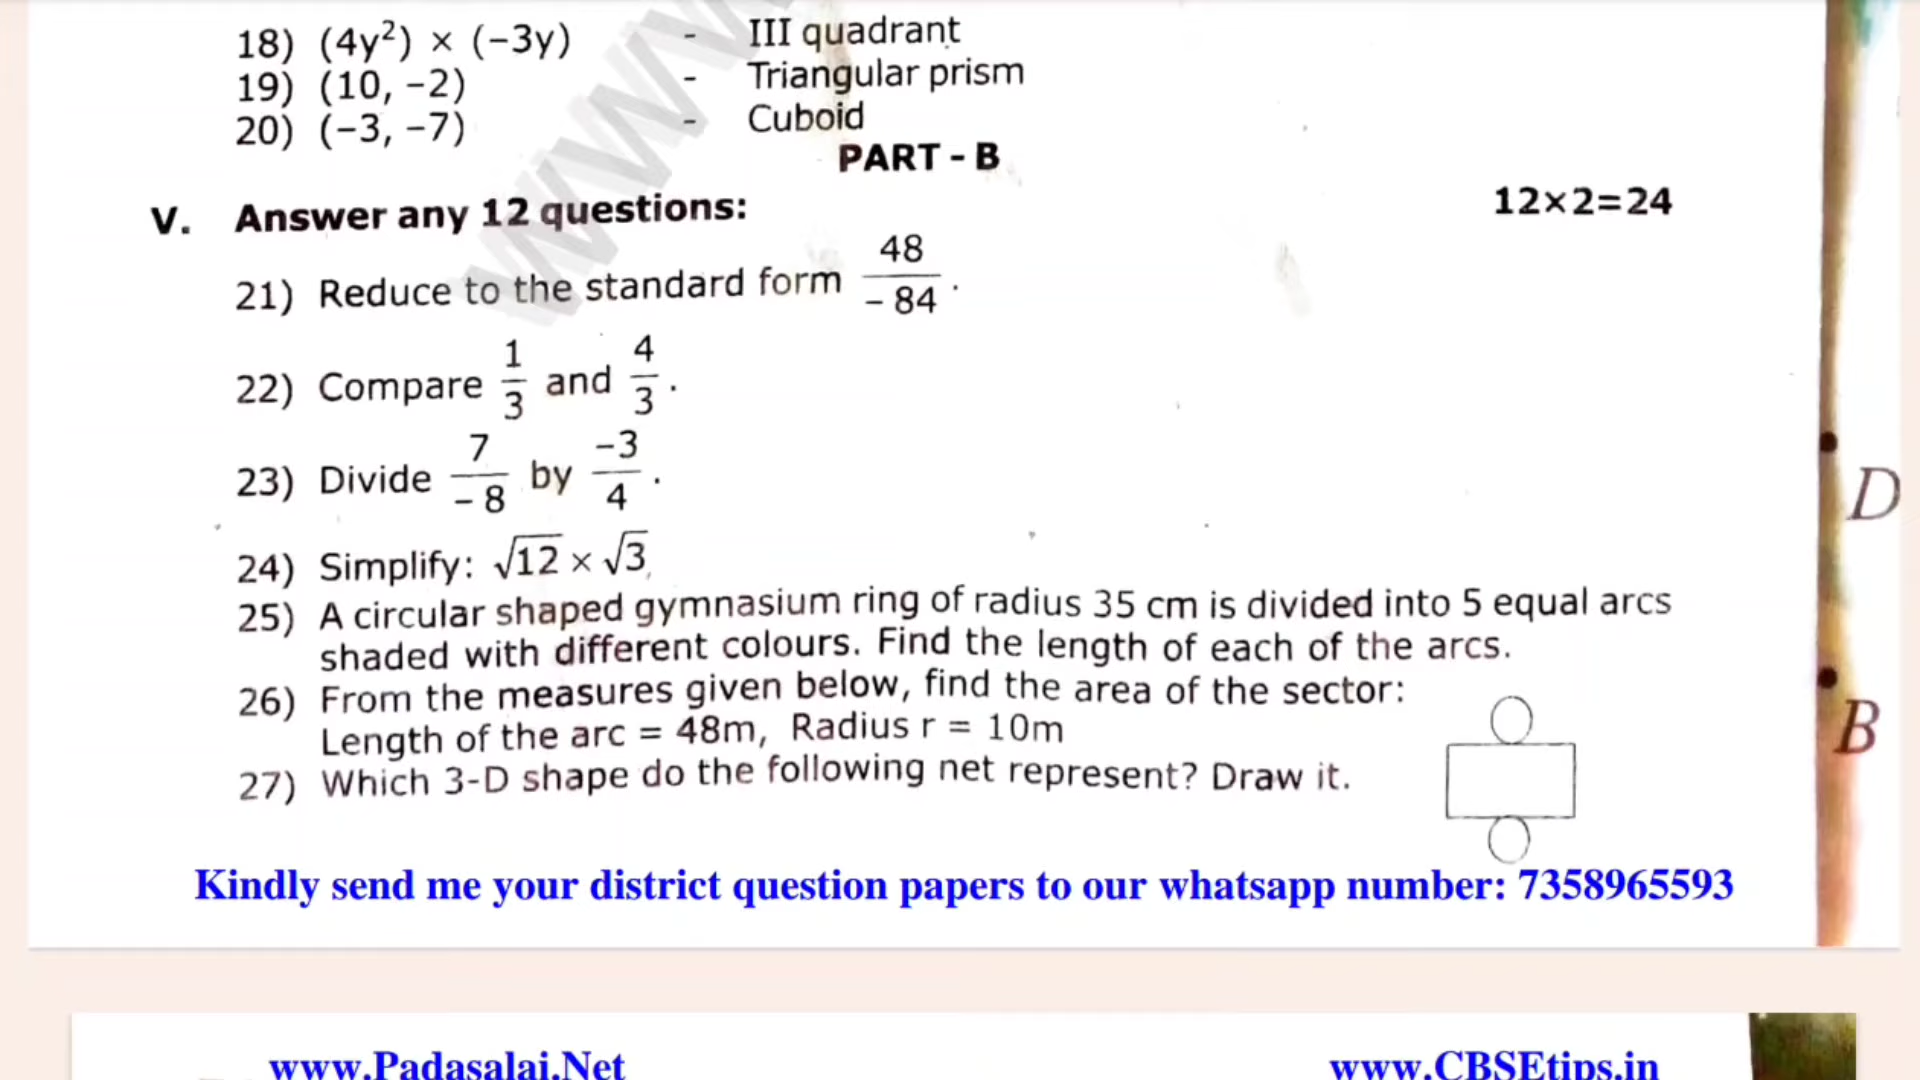 18) (4y²) × (−3y) - III quadrant
19) (10, −2) - Triangular prism
20) (−3, −7) - Cuboid
PART - B
V. Answer any 12 questions: 12×2=24
21) Reduce to the standard form 48/−84 .
22) Compare 1/3 and 4/3 .
23) Divide 7/−8 by −3/4 .
24) Simplify: √12 × √3
25) A circular shaped gymnasium ring of radius 35 cm is divided into 5 equal arcs
shaded with different colours. Find the length of each of the arcs.
26) From the measures given below, find the area of the sector:
Length of the arc = 48m, Radius r = 10m
27) Which 3-D shape do the following net represent? Draw it.
D
B
Kindly send me your district question papers to our whatsapp number: 7358965593
www.Padasalai.Net www.CBSEtips.in